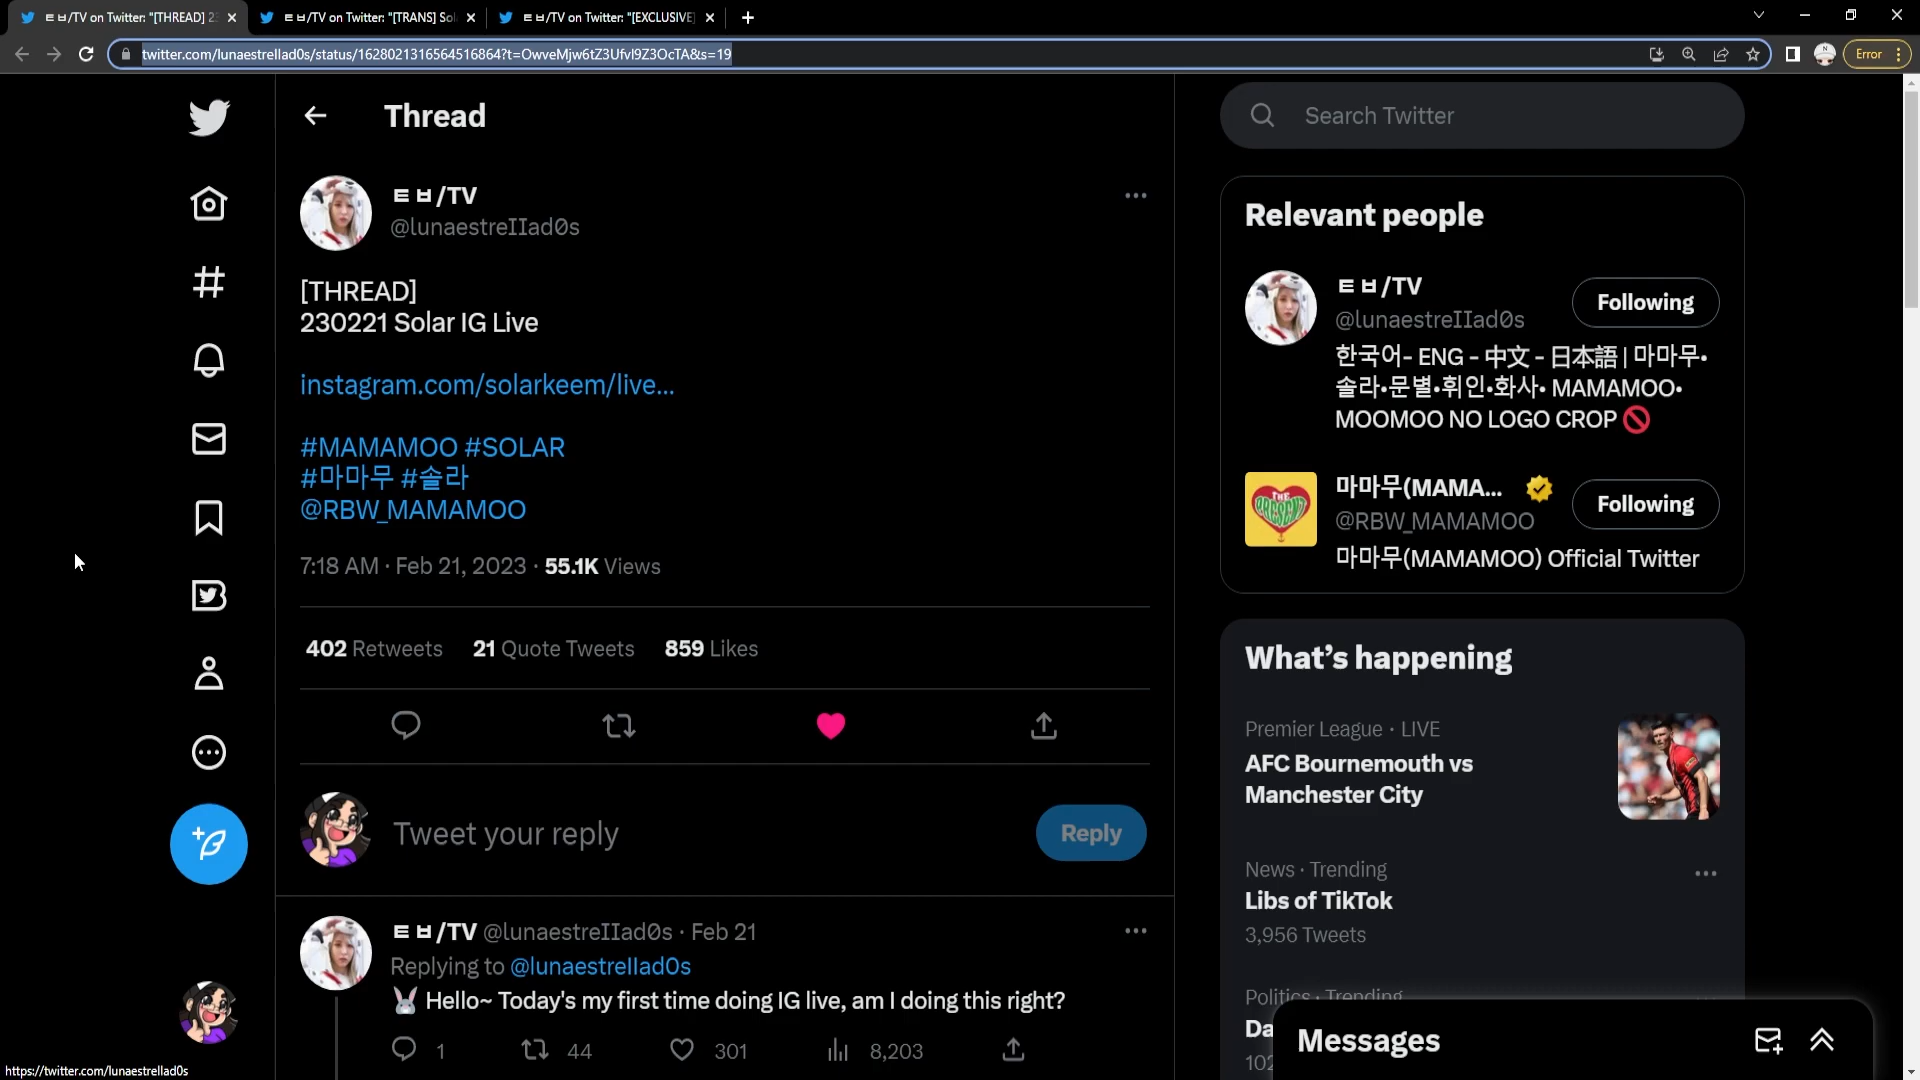 ㅌㅂ/TV on Twitter: "[THREAD] 2
ㅌㅂ/TV on Twitter: "[TRANS] Sol
ㅌㅂ/TV on Twitter: "[EXCLUSIVE]
twitter.com/lunaestrellad0s/status/1628021316564516864?t=OwveMjw6tZ3Ufvl9Z3OcTA&s=19
Error
Thread
ㅌㅂ/TV
@lunaestreIIad0s
[THREAD]
230221 Solar IG Live
instagram.com/solarkeem/live...
#MAMAMOO #SOLAR
#마마무 #솔라
@RBW_MAMAMOO
7:18 AM · Feb 21, 2023 · 55.1K Views
402 Retweets 21 Quote Tweets 859 Likes
Tweet your reply
Reply
ㅌㅂ/TV @lunaestreIIad0s · Feb 21
Replying to @lunaestreIIad0s
Hello~ Today's my first time doing IG live, am I doing this right?
1 44 301 8,203
Search Twitter
Relevant people
ㅌㅂ/TV
@lunaestreIIad0s
Following
한국어- ENG - 中文 - 日本語 | 마마무•
솔라•문별•휘인•화사• MAMAMOO•
MOOMOO NO LOGO CROP
마마무(MAMA...
@RBW_MAMAMOO
Following
마마무(MAMAMOO) Official Twitter
THE PRESENT
What's happening
Premier League · LIVE
AFC Bournemouth vs
Manchester City
News · Trending
Libs of TikTok
3,956 Tweets
Politics · Trending
Da
102
Messages
https://twitter.com/lunaestrellad0s